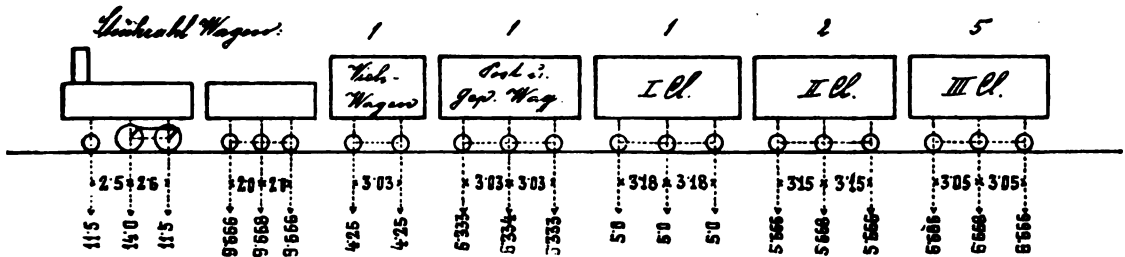 Stückzahl Wagen: 1 1 1 2 5
Vieh-
Wagen
Post u.
gep. Wag.
I Cl.
II Cl.
III Cl.
2·5 2·6 2·0 2·0 3·03 3·03 3·03 3·18 3·18 3·15 3·15 3·05 3·05
11·5 14·0 11·5 9·666 9·668 9·666 4·25 4·25 6·333 6·334 6·333 5·0 5·0 5·0 5·666 5·668 5·666 6·666 6·668 6·666